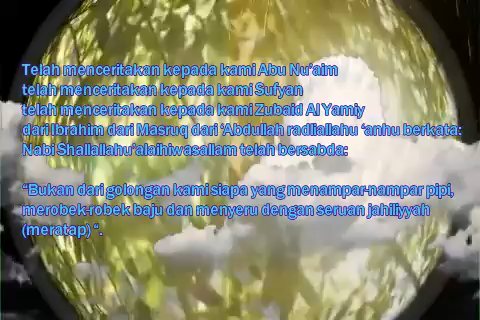 Telah menceritakan kepada kami Abu Nu'aim
telah menceritakan kepada kami Sufyan
telah menceritakan kepada kami Zubaid Al Yamiy
dari Ibrahim dari Masruq dari 'Abdullah radliallahu 'anhu berkata:
Nabi Shallallahu'alaihiwasallam telah bersabda:
"Bukan dari golongan kami siapa yang menampar-nampar pipi,
merobek-robek baju dan menyeru dengan seruan jahiliyyah
(meratap) ".